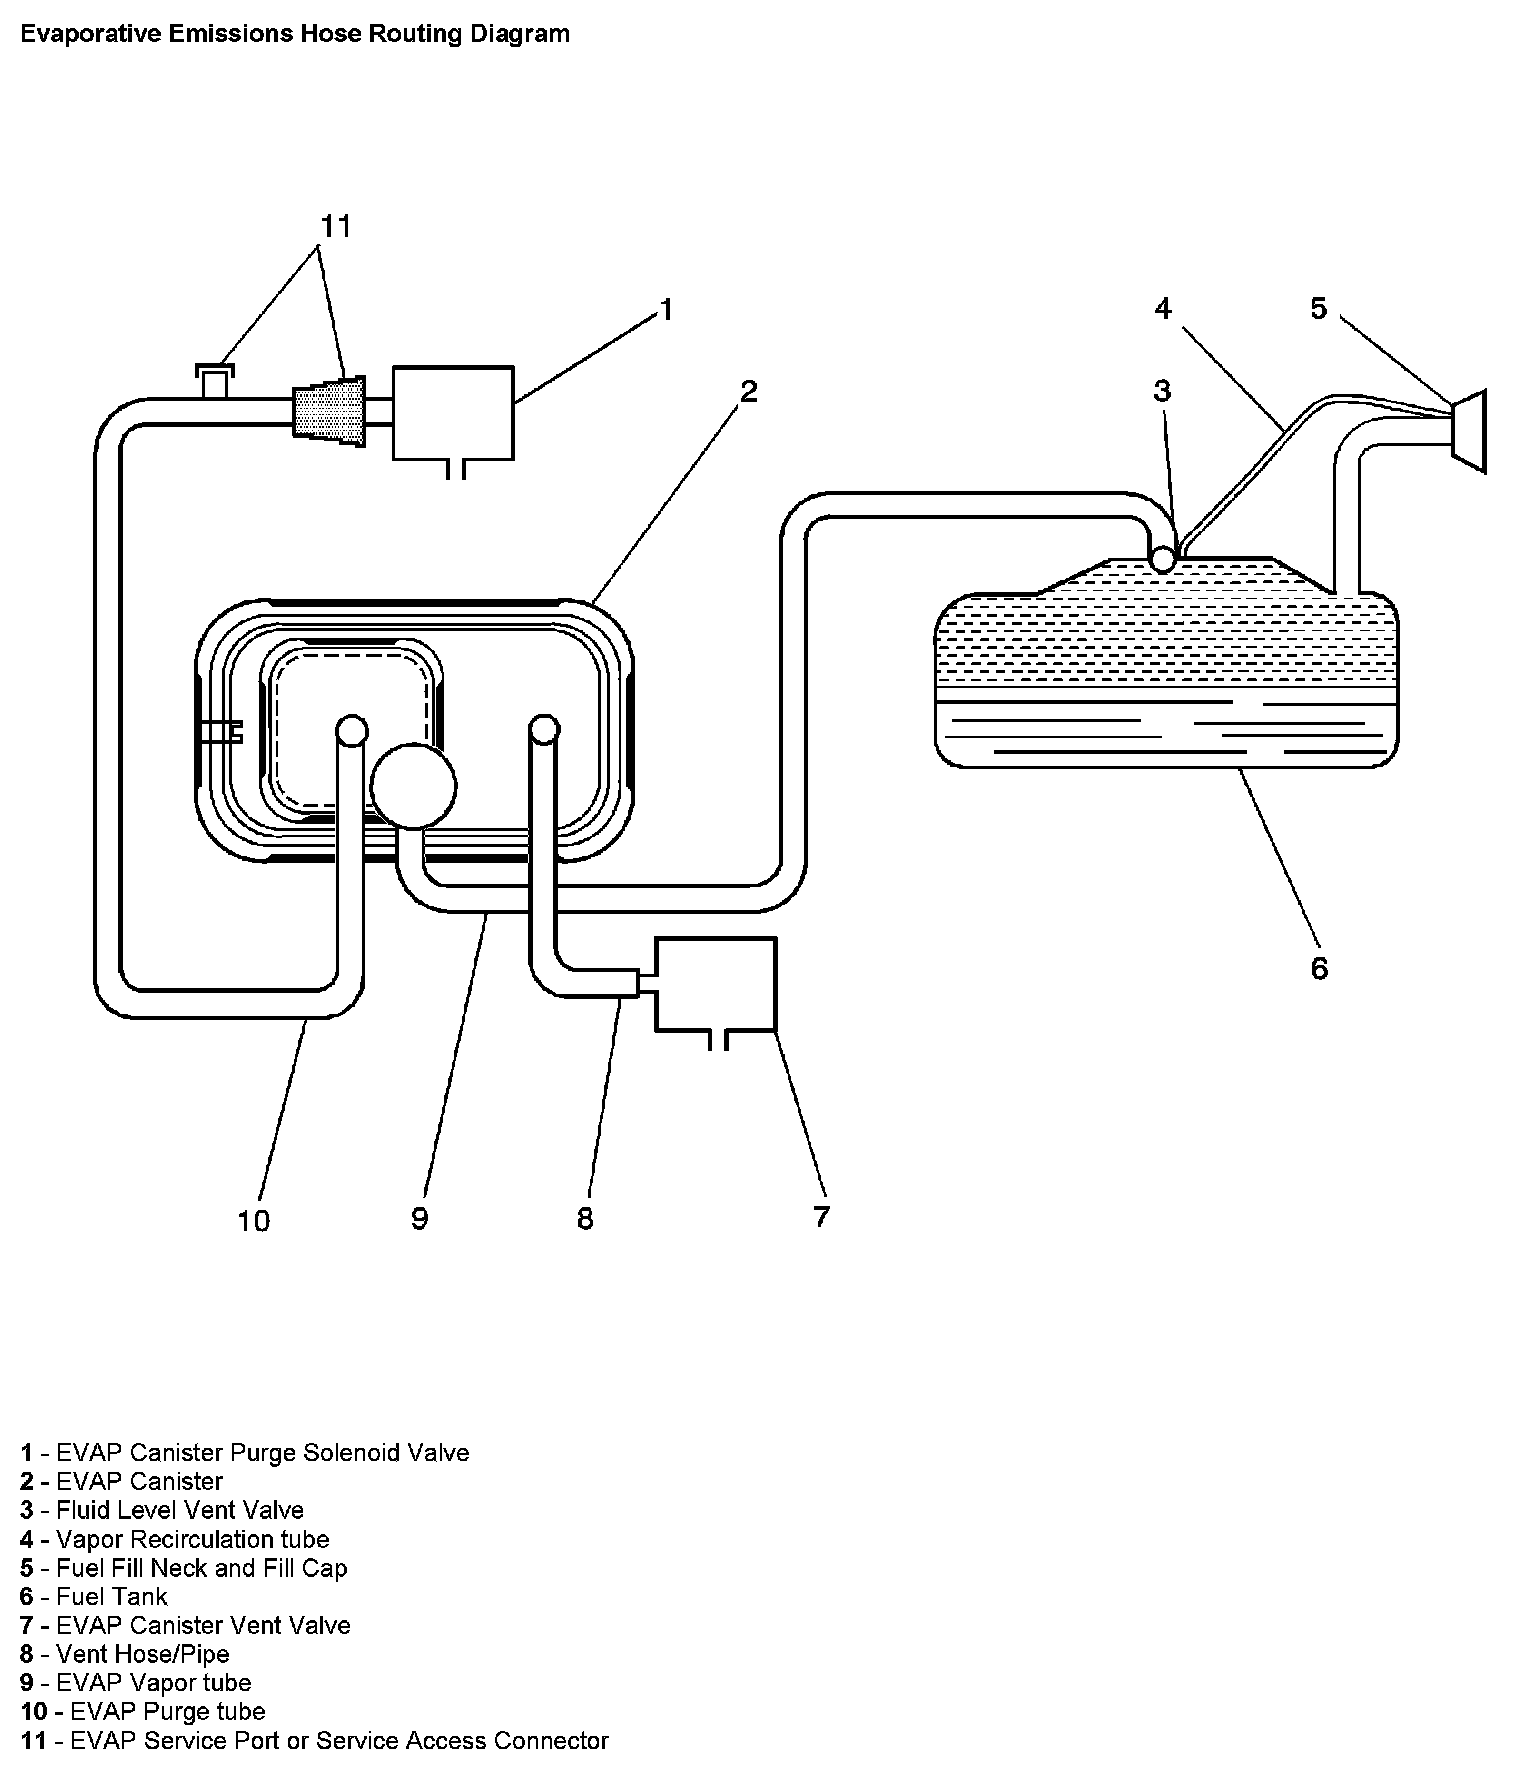 Evaporative Emissions Hose Routing Diagram
11
1
4
5
2
3
6
10
9
8
7
1 - EVAP Canister Purge Solenoid Valve
2 - EVAP Canister
3 - Fluid Level Vent Valve
4 - Vapor Recirculation tube
5 - Fuel Fill Neck and Fill Cap
6 - Fuel Tank
7 - EVAP Canister Vent Valve
8 - Vent Hose/Pipe
9 - EVAP Vapor tube
10 - EVAP Purge tube
11 - EVAP Service Port or Service Access Connector